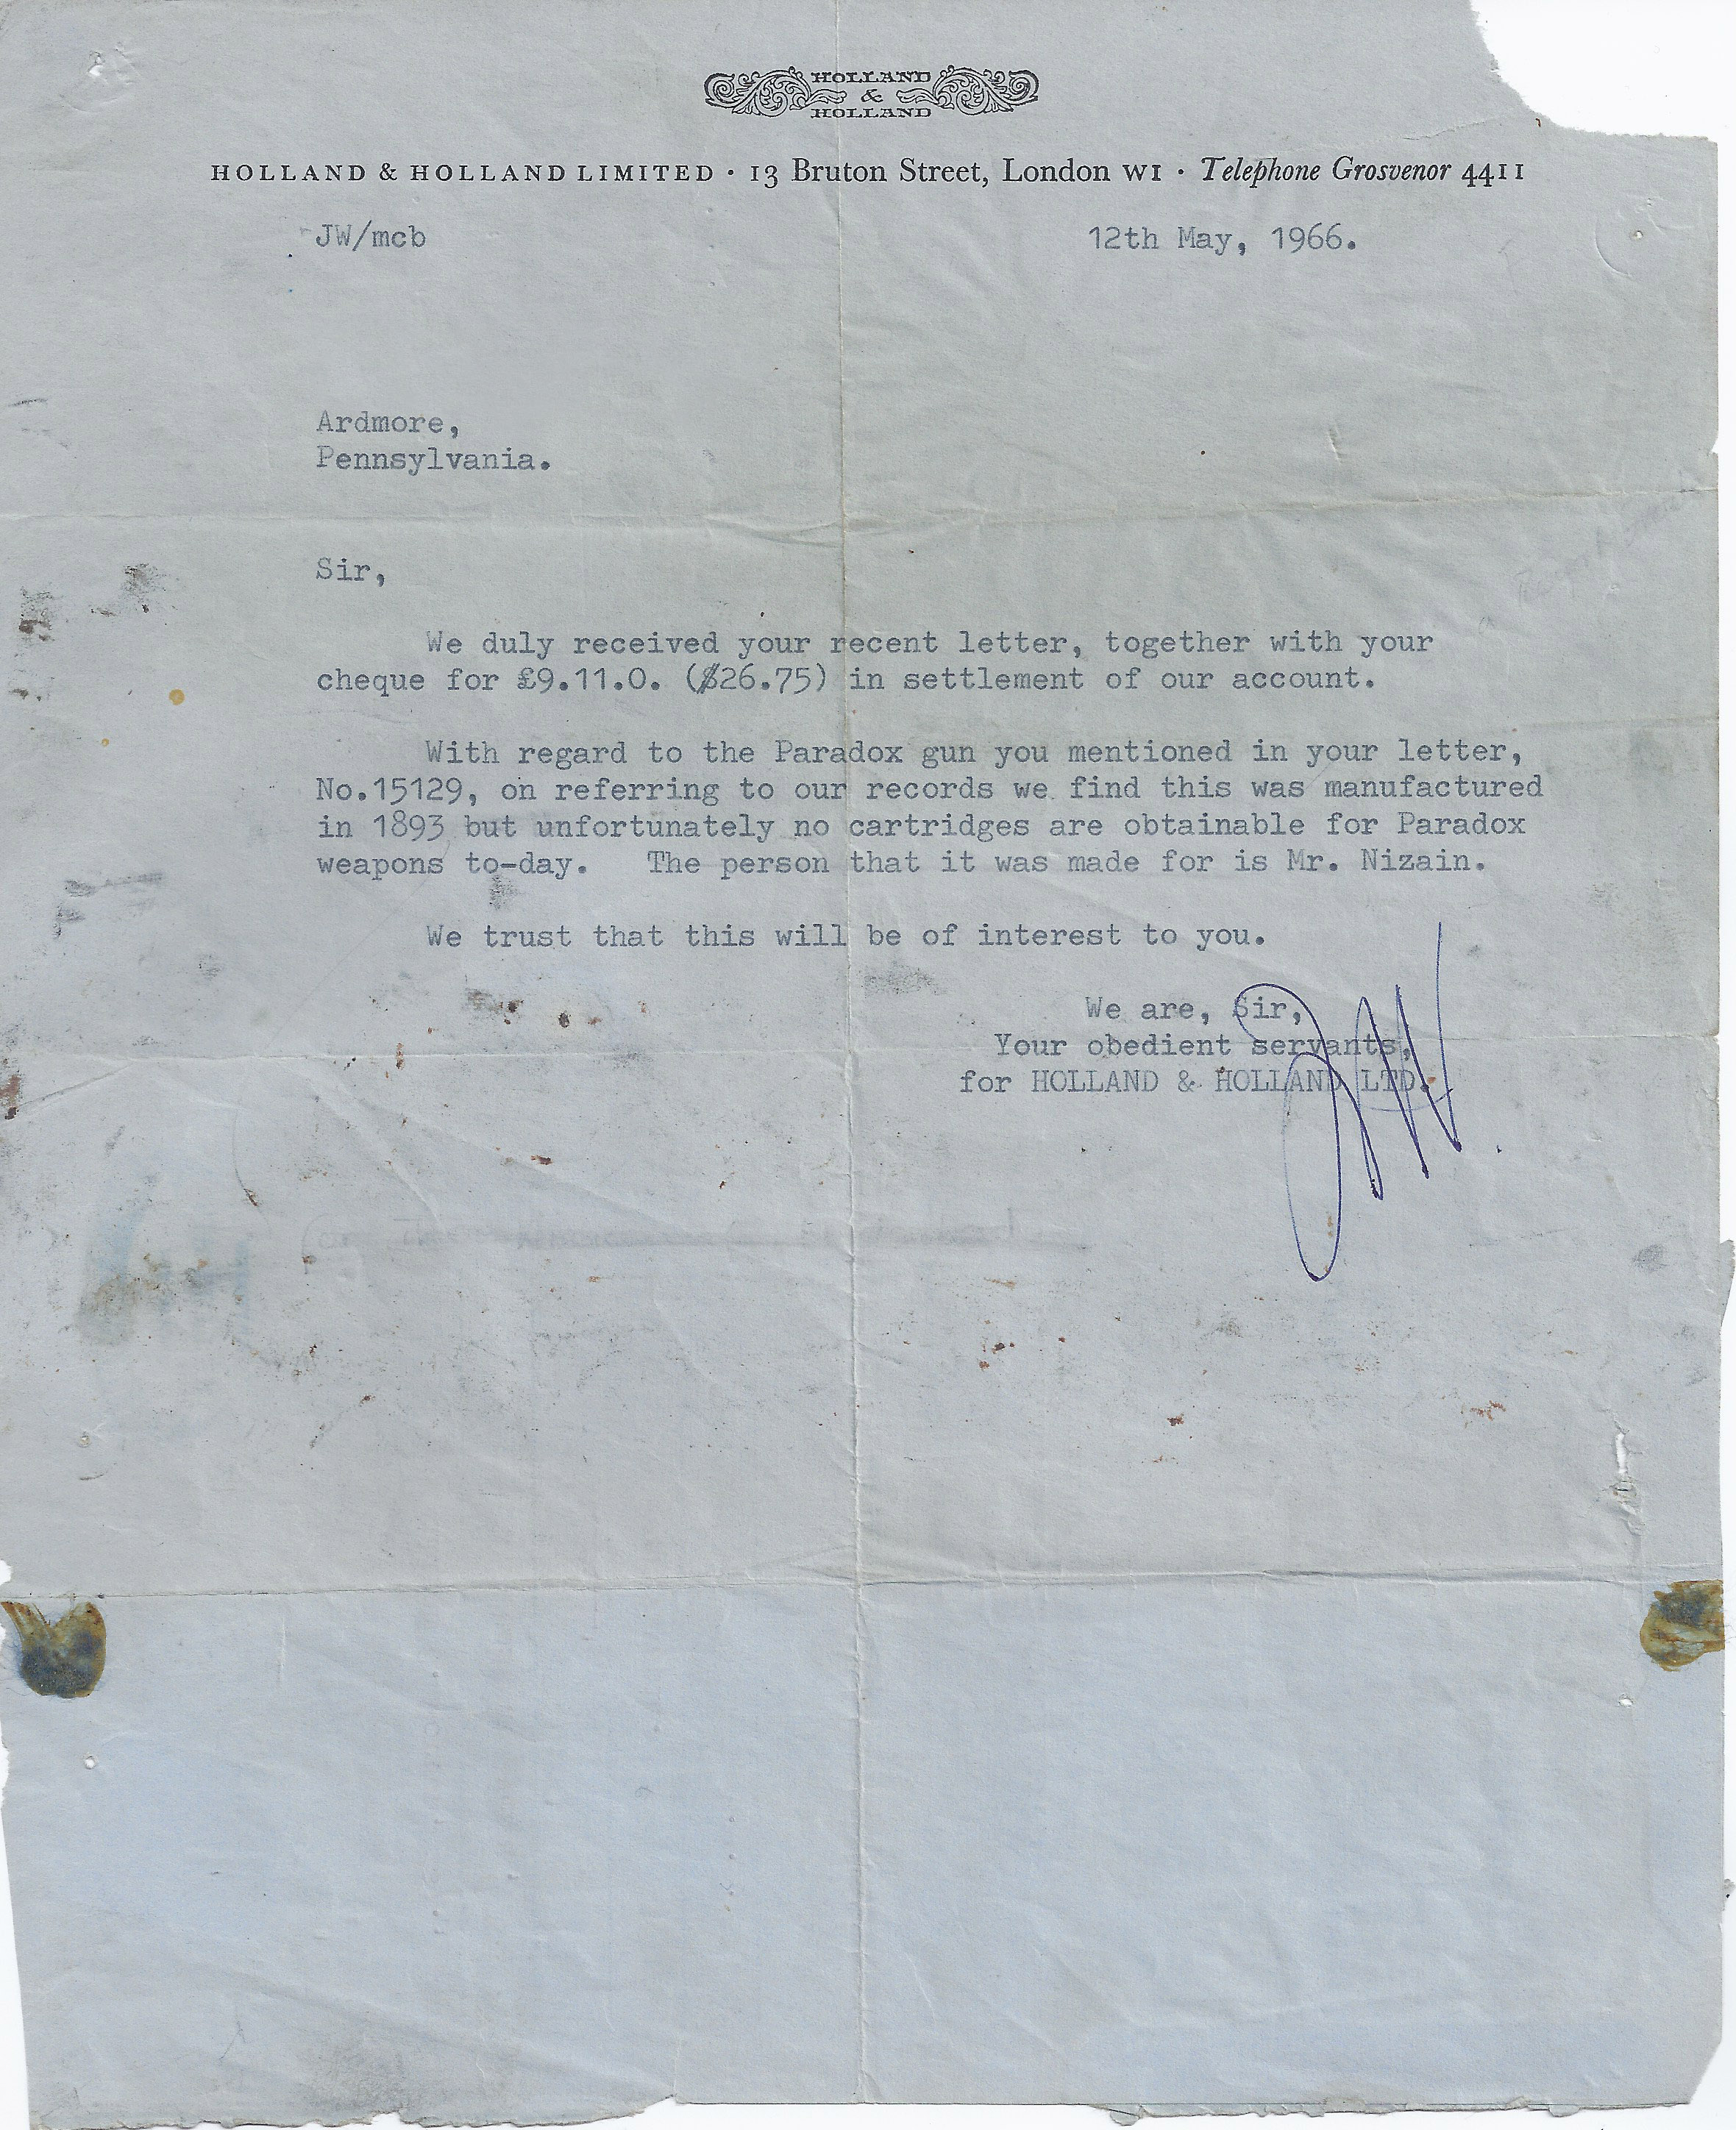 HOLLAND
&
HOLLAND
HOLLAND & HOLLAND LIMITED · 13 Bruton Street, London W1 · Telephone Grosvenor 4411
JW/mcb 12th May, 1966.
Ardmore,
Pennsylvania.
Sir,
We duly received your recent letter, together with your
cheque for £9.11.0. ($26.75) in settlement of our account.
With regard to the Paradox gun you mentioned in your letter,
No.15129, on referring to our records we find this was manufactured
in 1893 but unfortunately no cartridges are obtainable for Paradox
weapons to-day. The person that it was made for is Mr. Nizain.
We trust that this will be of interest to you.
We are, Sir,
Your obedient servants,
for HOLLAND & HOLLAND LTD.